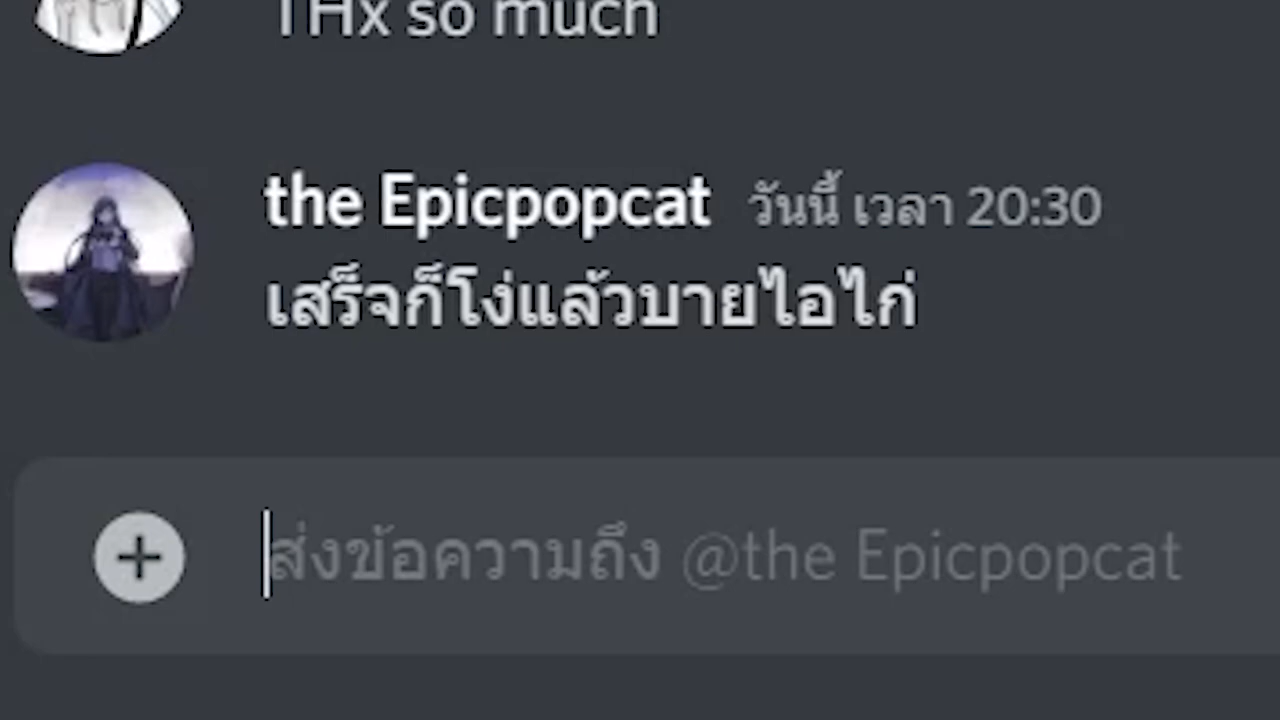 THx so much
the Epicpopcat วันนี้ เวลา 20:30
เสร็จก็โง่แล้วบายไอไก่
ส่งข้อความถึง @the Epicpopcat